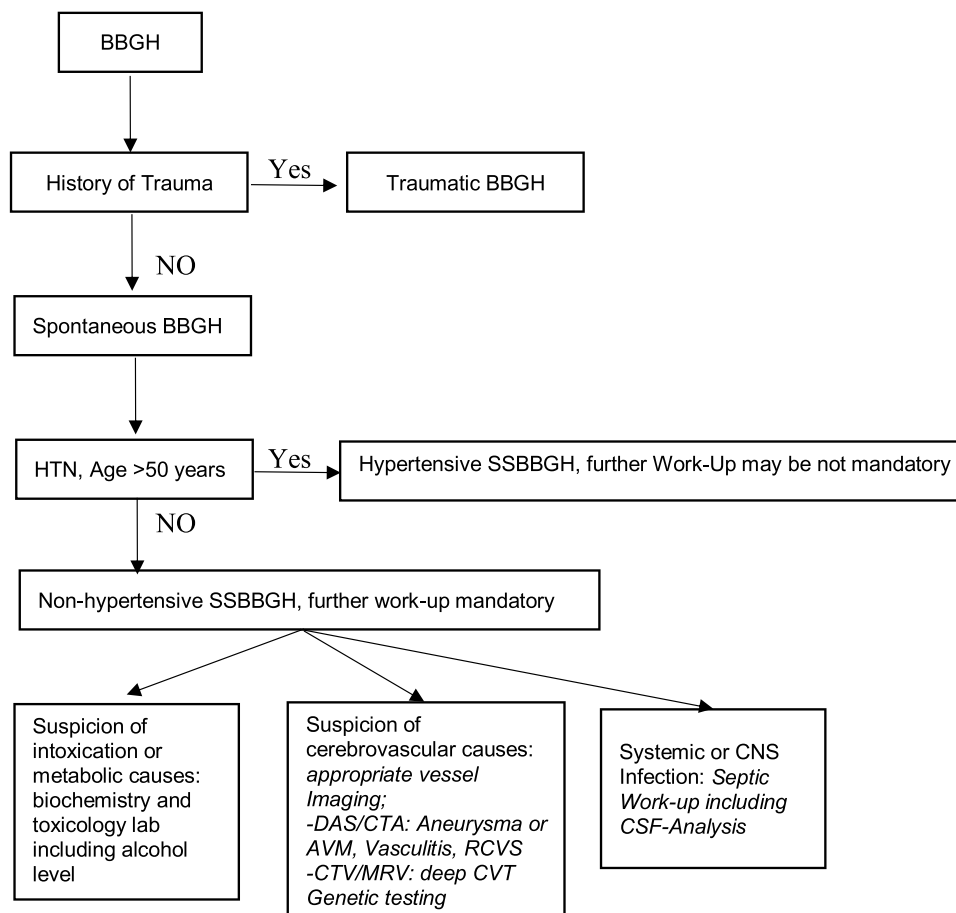 BBGH
History of Trauma
Yes
Traumatic BBGH
NO
Spontaneous BBGH
HTN, Age >50 years
Yes
Hypertensive SSBBGH, further Work-Up may be not mandatory
NO
Non-hypertensive SSBBGH, further work-up mandatory
Suspicion of
intoxication or
metabolic causes:
biochemistry and
toxicology lab
including alcohol
level
Suspicion of
cerebrovascular causes:
appropriate vessel
Imaging;
-DAS/CTA: Aneurysma or
AVM, Vasculitis, RCVS
-CTV/MRV: deep CVT
Genetic testing
Systemic or CNS
Infection: Septic
Work-up including
CSF-Analysis